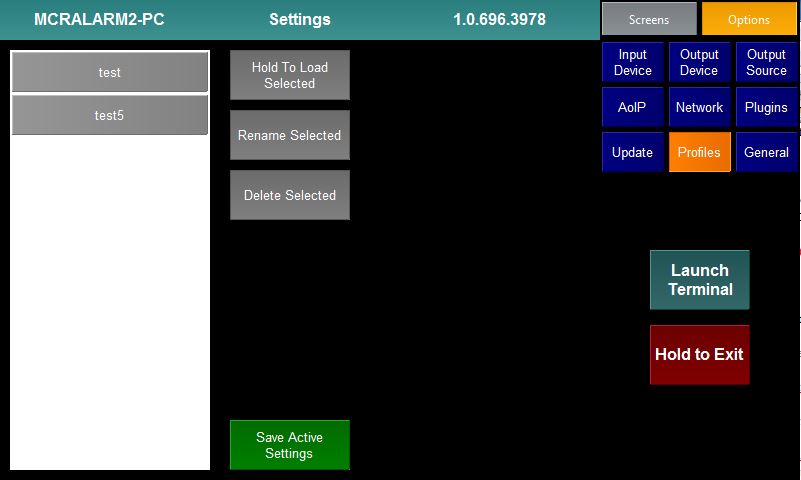 MCRALARM2-PC
Settings
1.0.696.3978
Screens
Options
test
test5
Hold To Load
Selected
Rename Selected
Delete Selected
Save Active
Settings
Input
Device
Output
Device
Output
Source
AoIP
Network
Plugins
Update
Profiles
General
Launch
Terminal
Hold to Exit